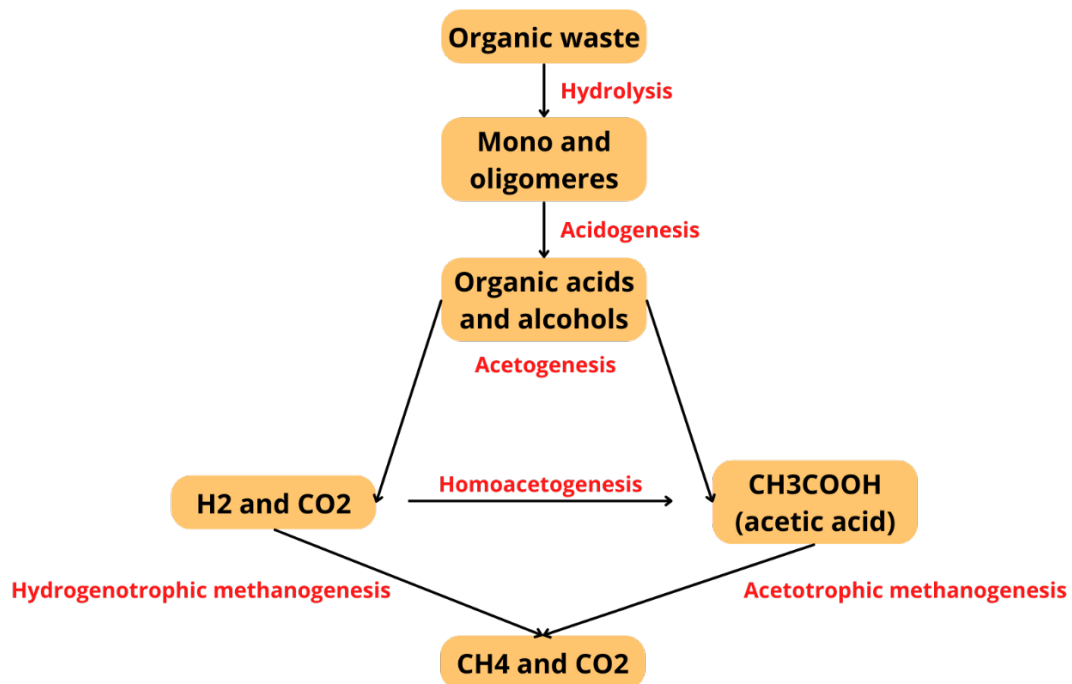 Organic waste
Hydrolysis
Mono and
oligomeres
Acidogenesis
Organic acids
and alcohols
Acetogenesis
H2 and CO2
Homoacetogenesis
CH3COOH
(acetic acid)
Hydrogenotrophic methanogenesis
Acetotrophic methanogenesis
CH4 and CO2